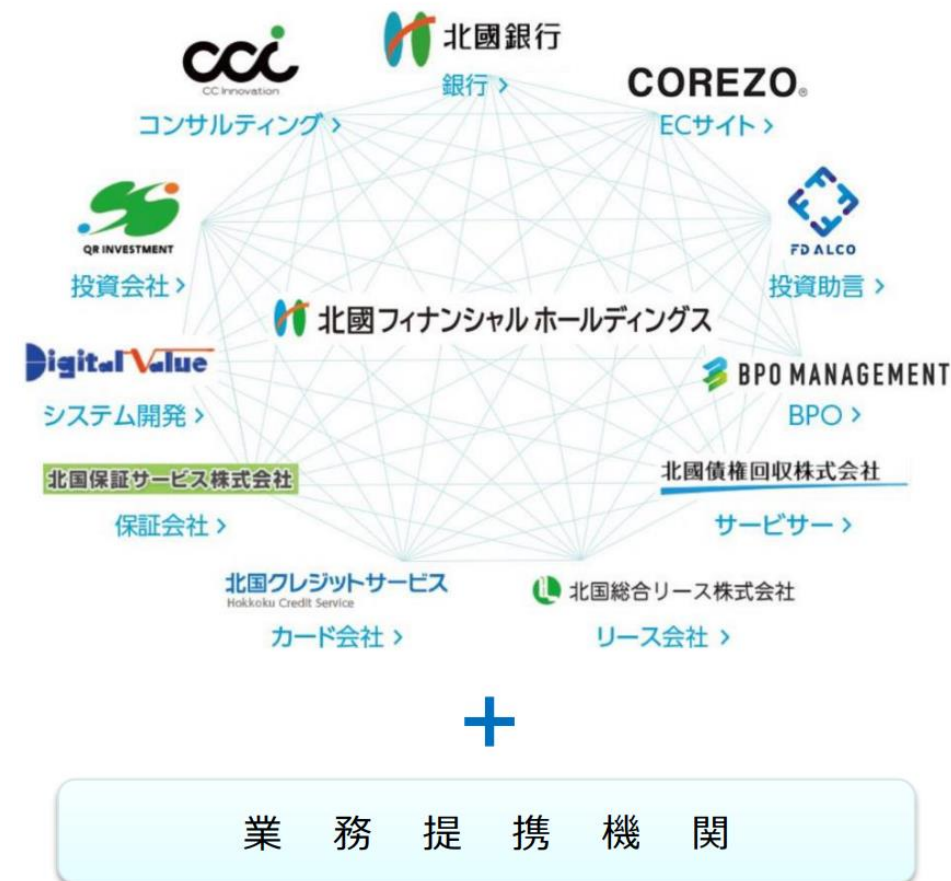 北國銀行
銀行 >
cci
CC Innovation
コンサルティング >
COREZO®
ECサイト >
QR INVESTMENT
投資会社 >
FD ALCO
投資助言 >
北國フィナンシャルホールディングス
Digital Value
システム開発 >
BPO MANAGEMENT
BPO >
北国保証サービス株式会社
保証会社 >
北國債権回収株式会社
サービサー >
北国クレジットサービス
Hokkoku Credit Service
カード会社 >
北国総合リース株式会社
リース会社 >
+
業務提携機関